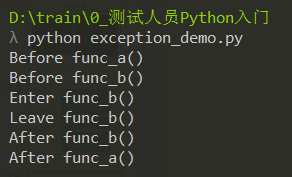 D:\train\0_测试人员Python入门
λ python exception_demo.py
Before func_a()
Before func_b()
Enter func_b()
Leave func_b()
After func_b()
After func_a()